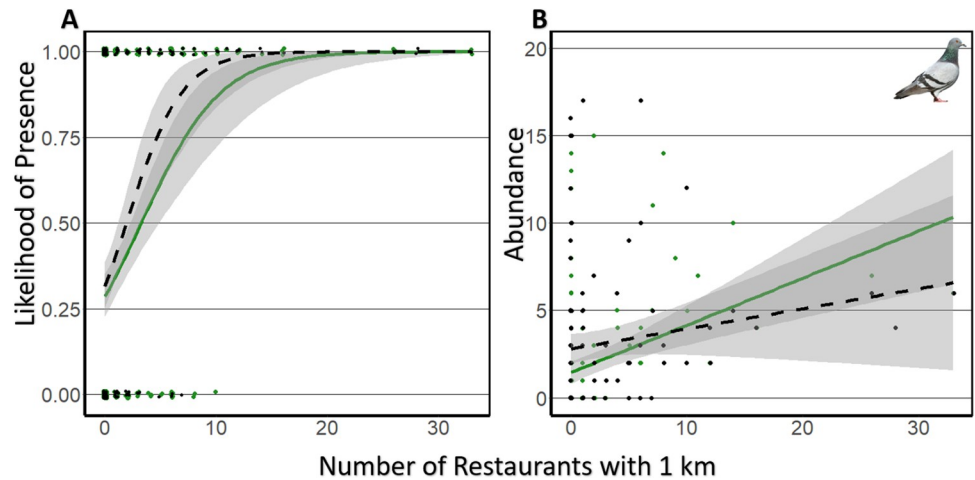 A
B
Likelihood of Presence
1.00
0.75
0.50
0.25
0.00
0 10 20 30
Abundance
20
15
10
5
0
0 10 20 30
Number of Restaurants with 1 km